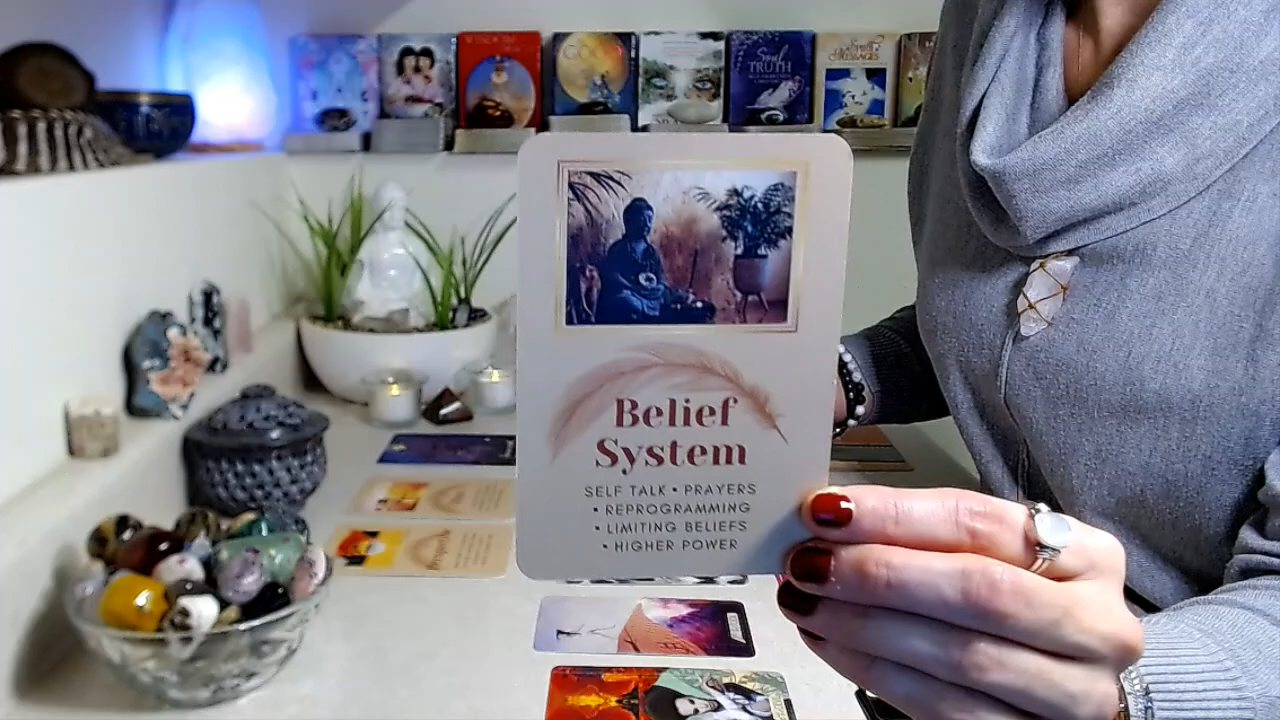 SOUL
TRUTH
Belief
System
SELF TALK • PRAYERS
• REPROGRAMMING
• LIMITING BELIEFS
• HIGHER POWER